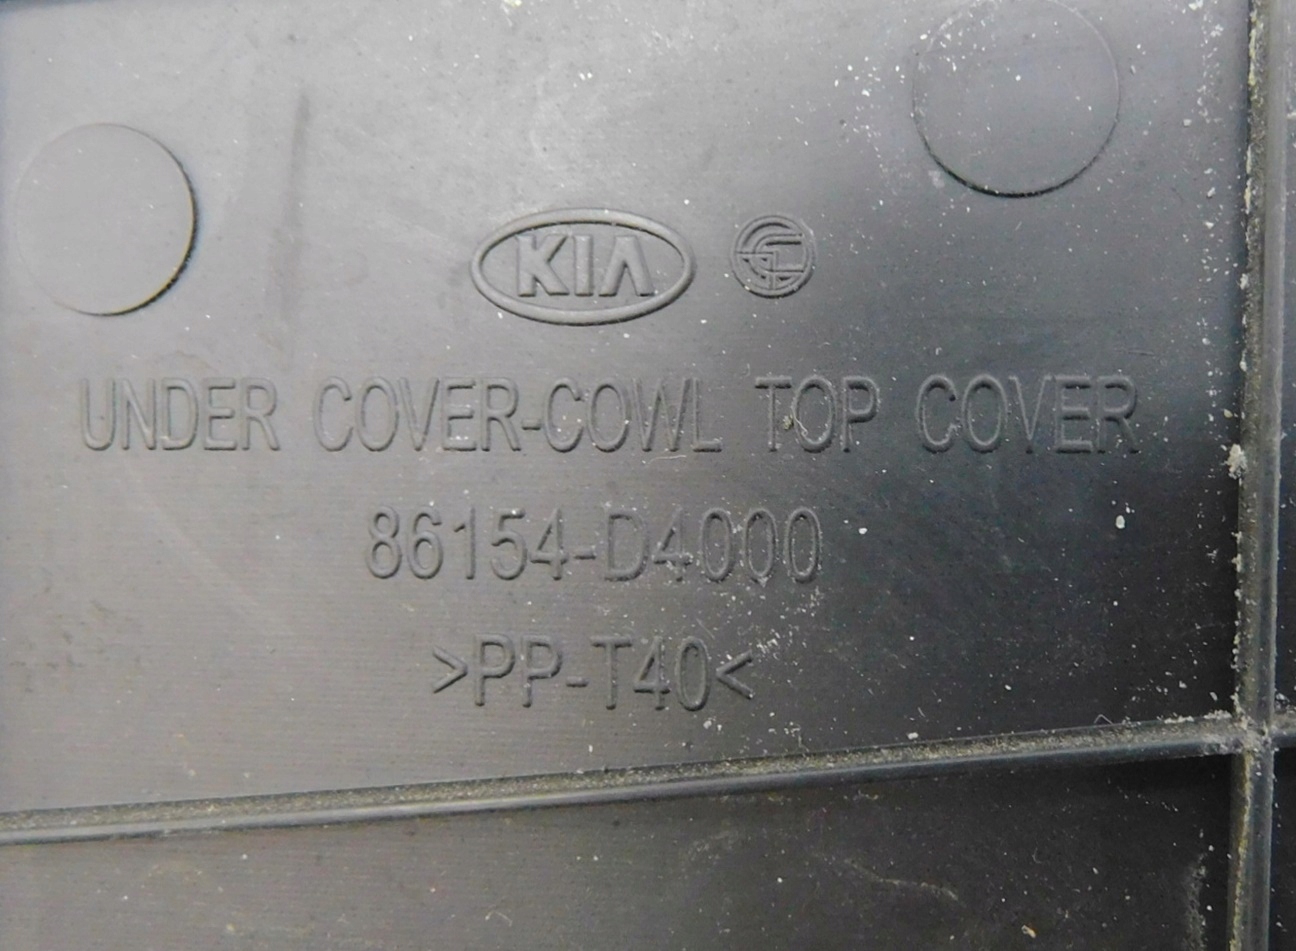 KIA
UNDER COVER-COWL TOP COVER
86154-D4000
>PP-T40<